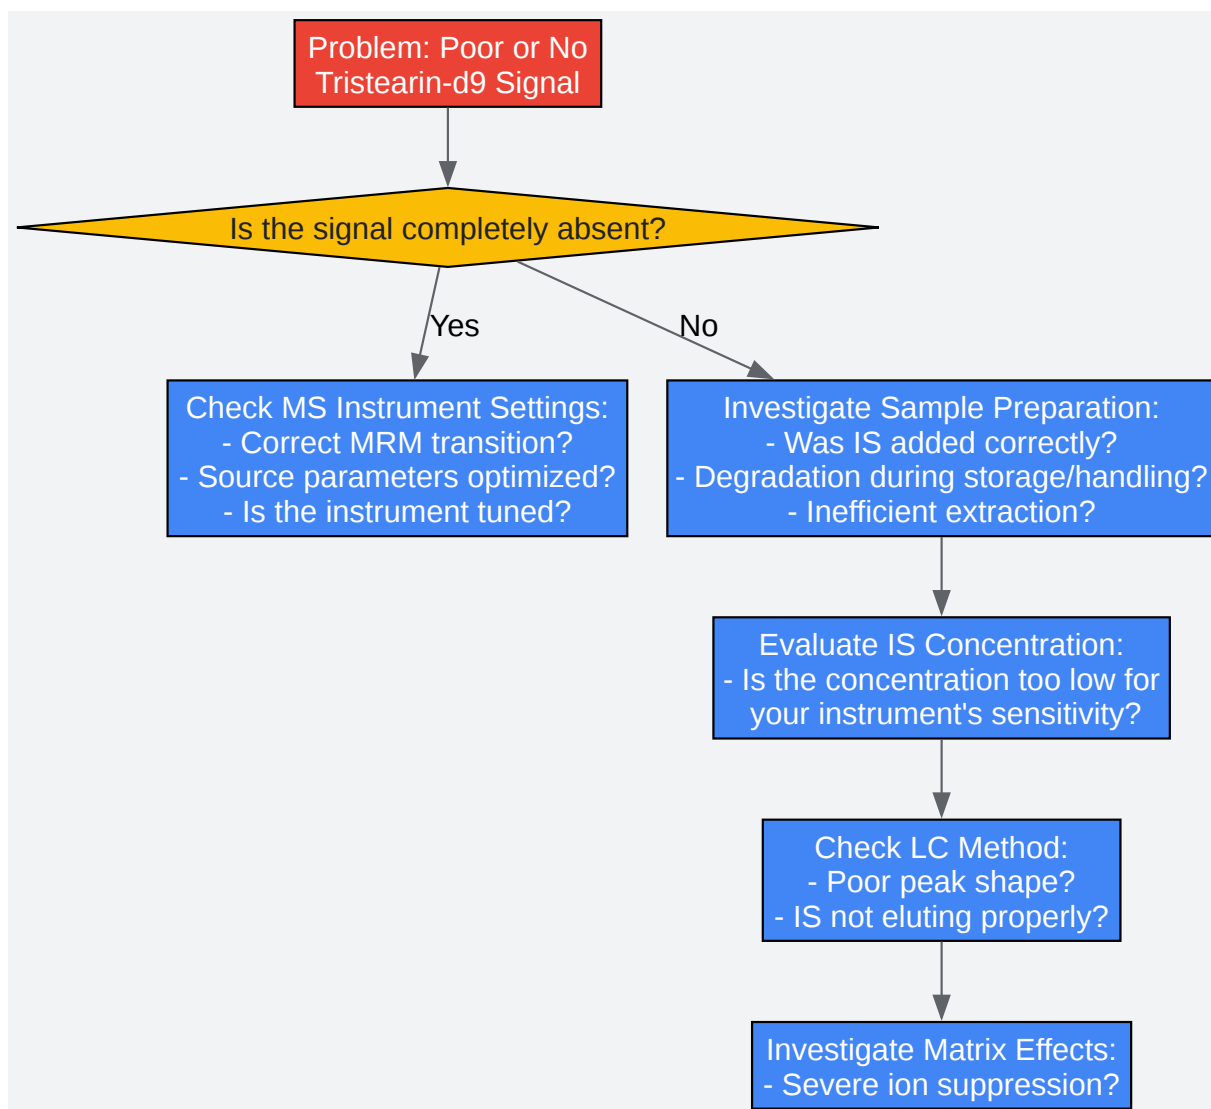 Problem: Poor or No
Tristearin-d9 Signal
Is the signal completely absent?
Yes
No
Check MS Instrument Settings:
- Correct MRM transition?
- Source parameters optimized?
- Is the instrument tuned?
Investigate Sample Preparation:
- Was IS added correctly?
- Degradation during storage/handling?
- Inefficient extraction?
Evaluate IS Concentration:
- Is the concentration too low for
your instrument's sensitivity?
Check LC Method:
- Poor peak shape?
- IS not eluting properly?
Investigate Matrix Effects:
- Severe ion suppression?